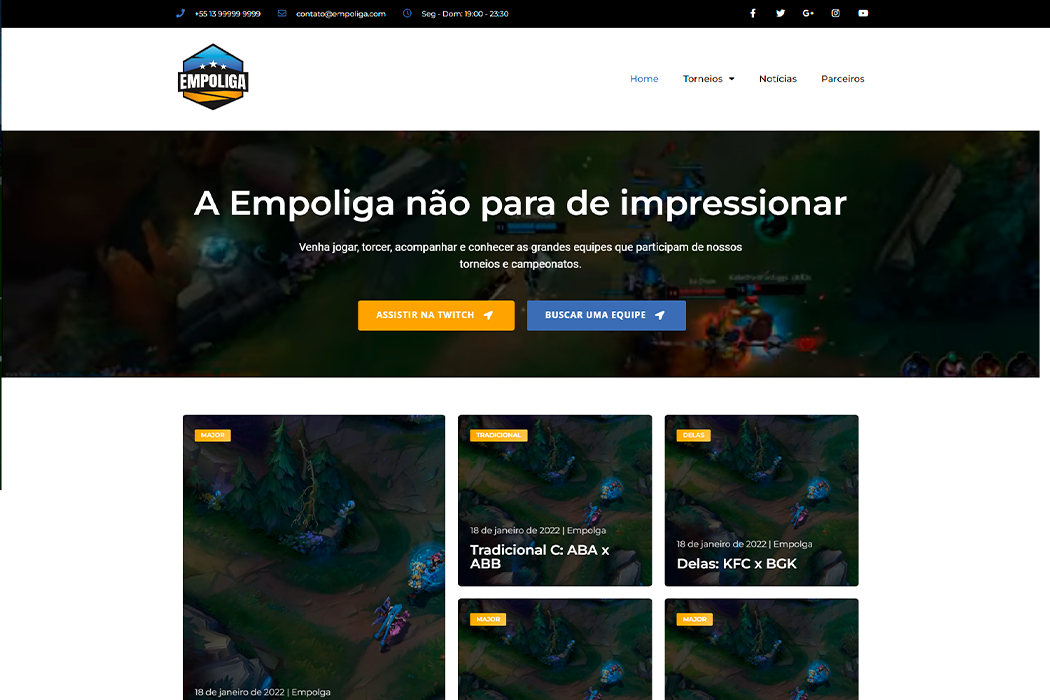 +55 13 99999 9999
contato@empoliga.com
Seg - Dom: 19:00 - 23:30
EMPOLIGA
Home
Torneios
Notícias
Parceiros
A Empoliga não para de impressionar
Venha jogar, torcer, acompanhar e conhecer as grandes equipes que participam de nossos
torneios e campeonatos.
ASSISTIR NA TWITCH
BUSCAR UMA EQUIPE
MAJOR
18 de janeiro de 2022 | Empolga
TRADICIONAL
18 de janeiro de 2022 | Empolga
Tradicional C: ABA x
ABB
DELAS
18 de janeiro de 2022 | Empolga
Delas: KFC x BGK
MAJOR
MAJOR